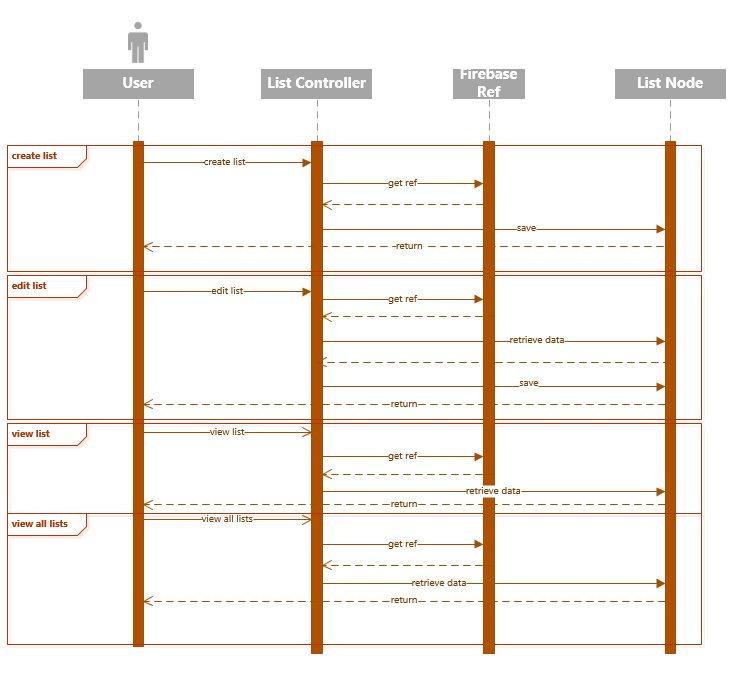 User
List Controller
Firebase
Ref
List Node
create list
create list
get ref
save
return
edit list
edit list
get ref
retrieve data
save
return
view list
view list
get ref
retrieve data
return
view all lists
view all lists
get ref
retrieve data
return